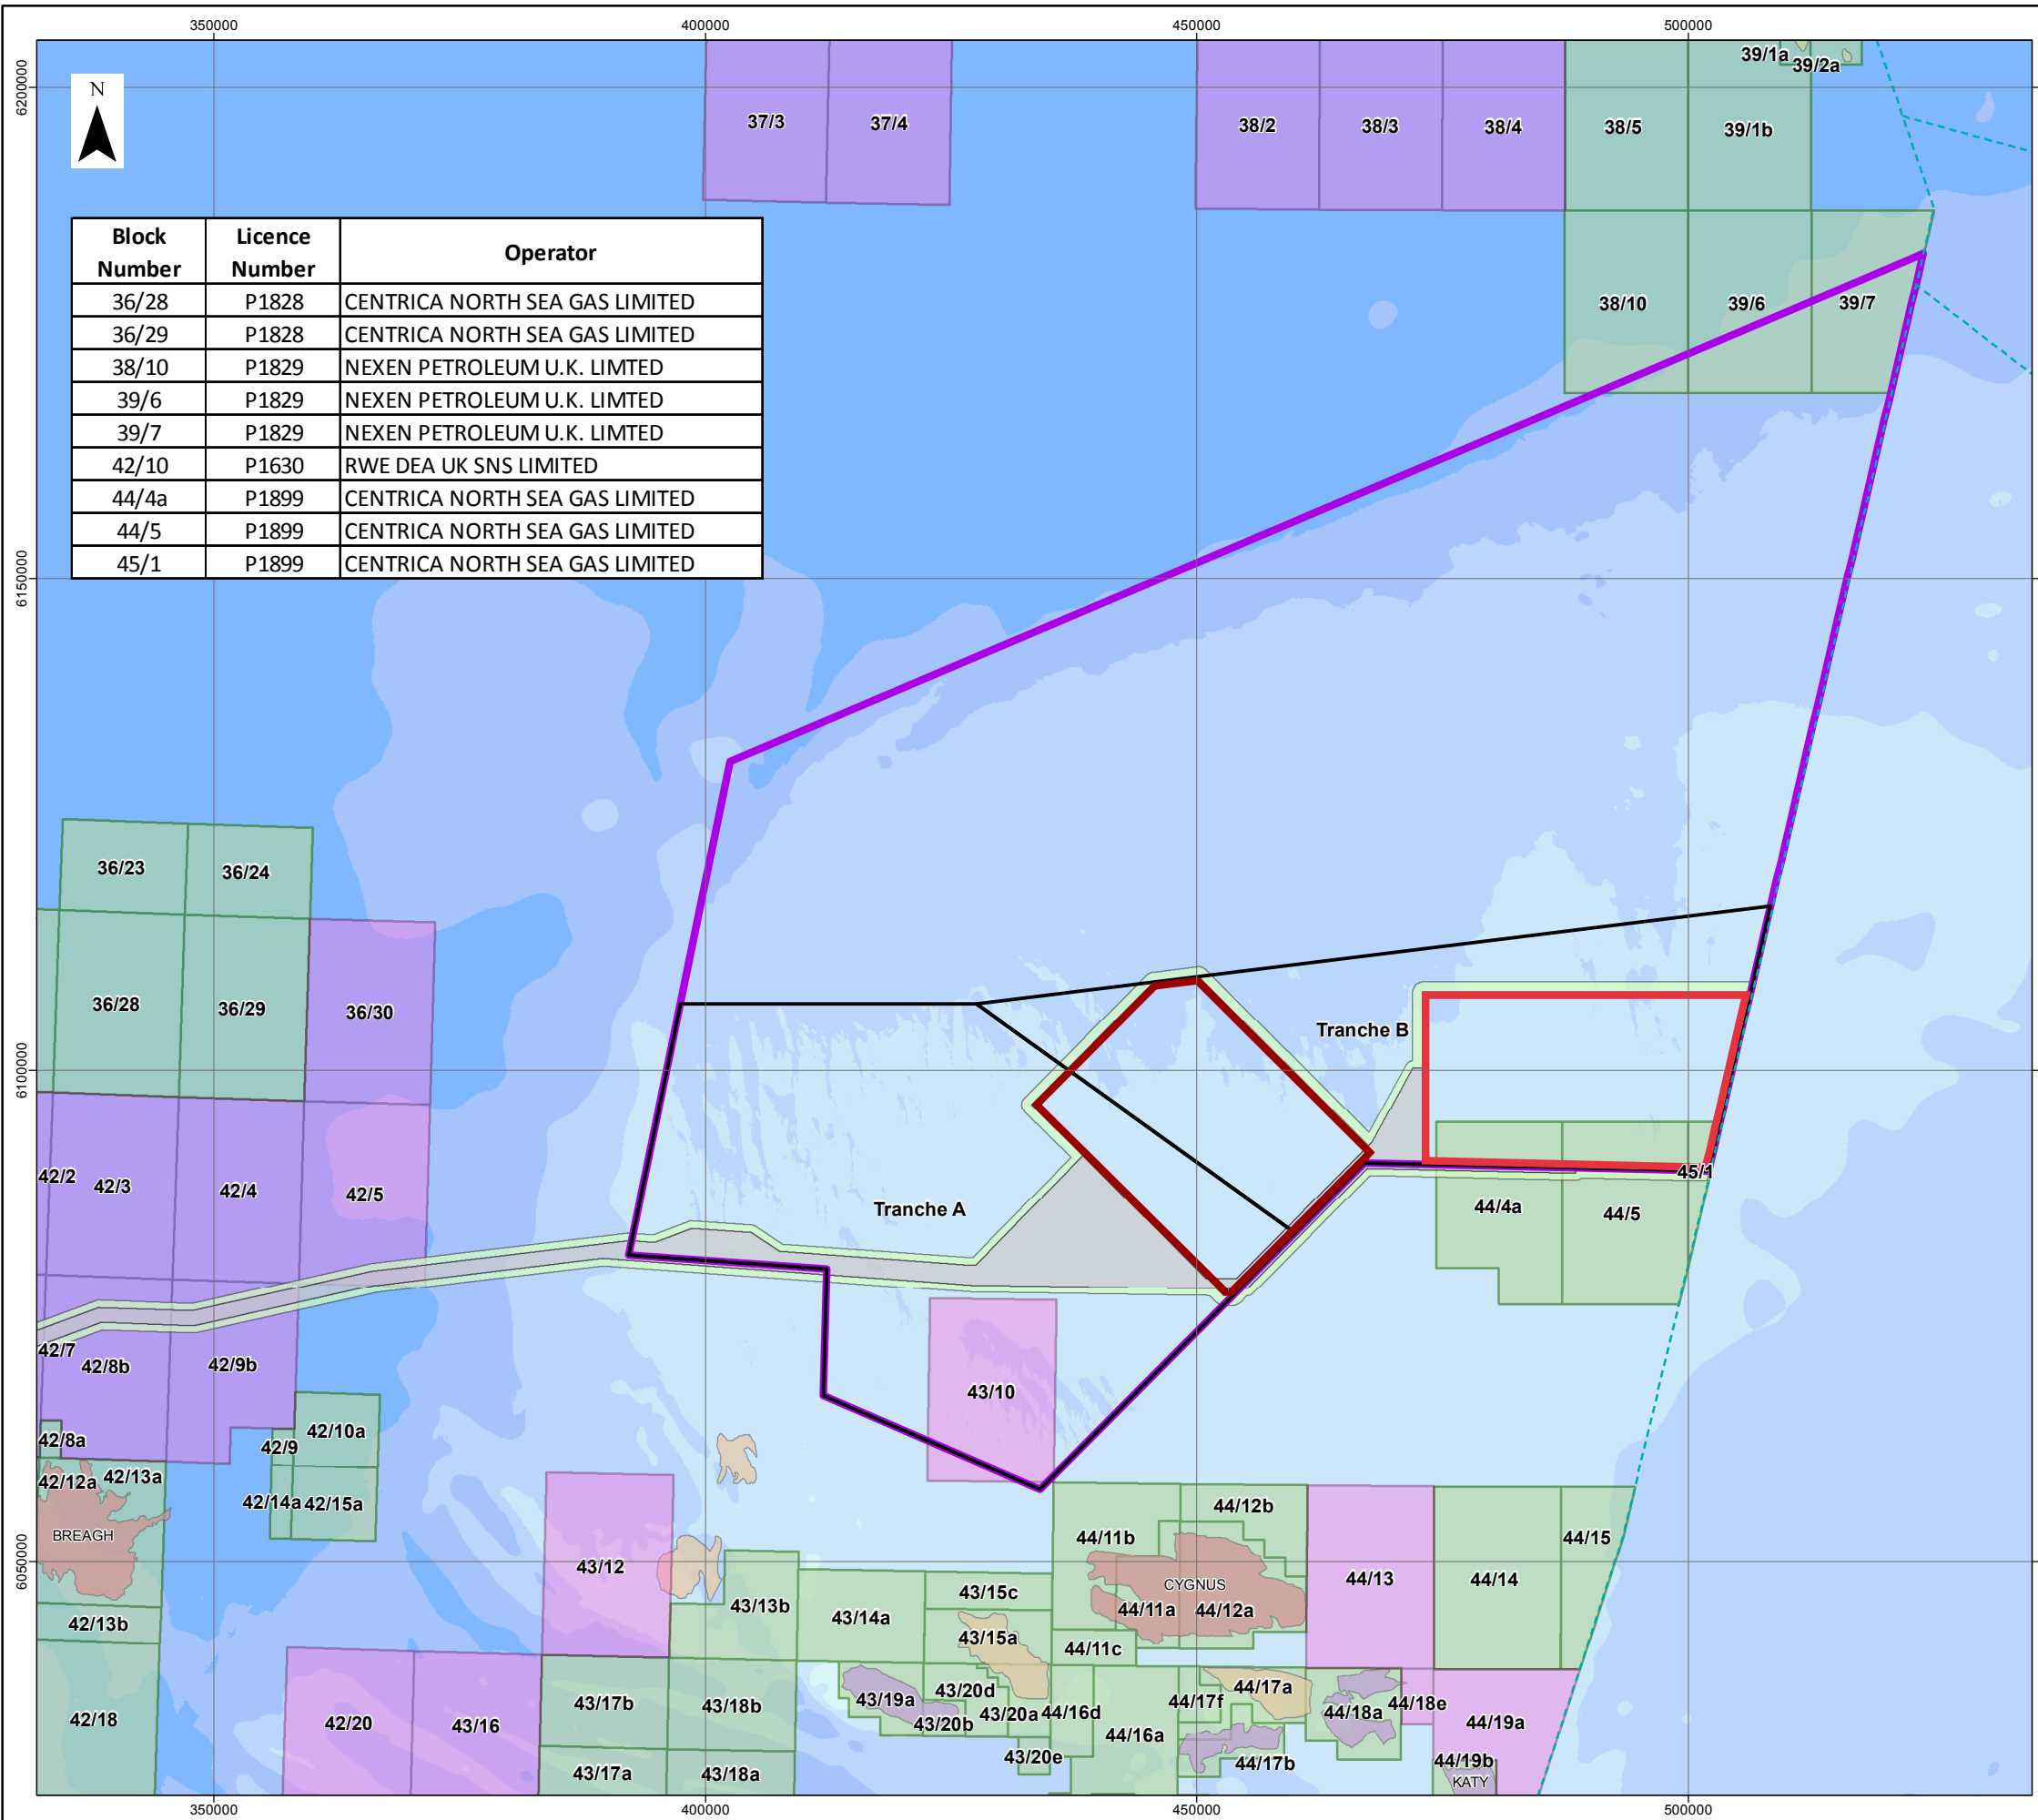 350000 400000 450000 500000
39/1a
39/2a
6200000
N
37/3 37/4 38/2 38/3 38/4 38/5 39/1b
Block Number Licence Number Operator
36/28 P1828 CENTRICA NORTH SEA GAS LIMITED
36/29 P1828 CENTRICA NORTH SEA GAS LIMITED
38/10 P1829 NEXEN PETROLEUM U.K. LIMTED
39/6 P1829 NEXEN PETROLEUM U.K. LIMTED
39/7 P1829 NEXEN PETROLEUM U.K. LIMTED
42/10 P1630 RWE DEA UK SNS LIMITED
44/4a P1899 CENTRICA NORTH SEA GAS LIMITED
44/5 P1899 CENTRICA NORTH SEA GAS LIMITED
45/1 P1899 CENTRICA NORTH SEA GAS LIMITED
38/10 39/6 39/7
6150000
36/23 36/24
36/28 36/29 36/30
Tranche B
6100000
42/2 42/3 42/4 42/5
45/1
Tranche A
44/4a 44/5
42/7 42/8b 42/9b
43/10
42/8a 42/9 42/10a
42/12a 42/13a
42/14a 42/15a
44/12b
BREAGH
44/11b 44/15
6050000
43/12 CYGNUS 44/13 44/14
43/13b 43/14a 43/15c
44/11a 44/12a
42/13b
43/15a 44/11c
43/19a 43/20d 44/17f 44/17a
42/18 42/20 43/16 43/17b 43/18b
43/20b 43/20a 44/16d 44/16a 44/18a 44/18e 44/19a
43/20e 44/17b 44/19b
43/17a 43/18a KATY
350000 400000 450000 500000